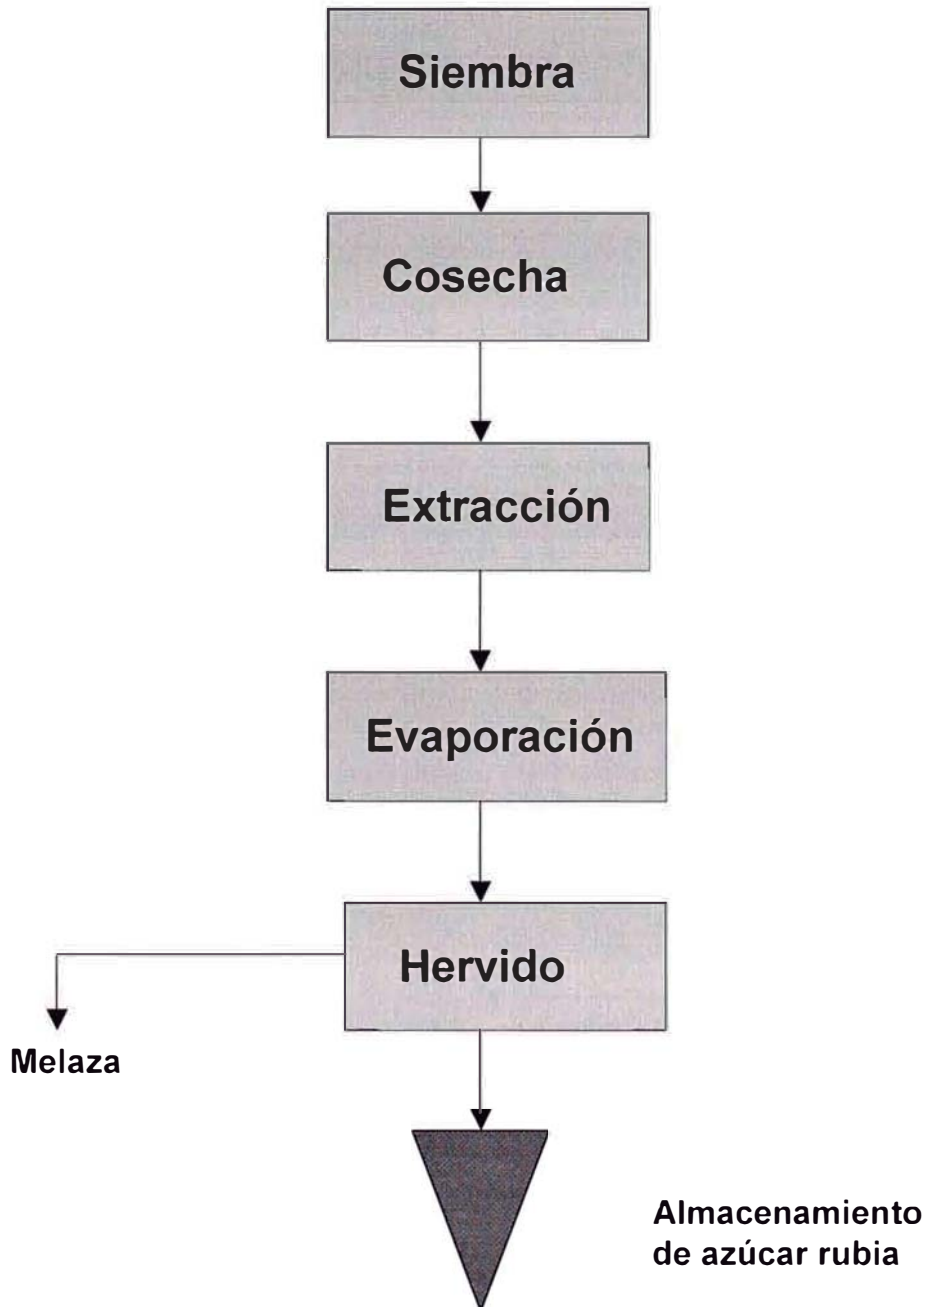 Siembra
Cosecha
Extracción
Evaporación
Hervido
Melaza
Almacenamiento
de azúcar rubia